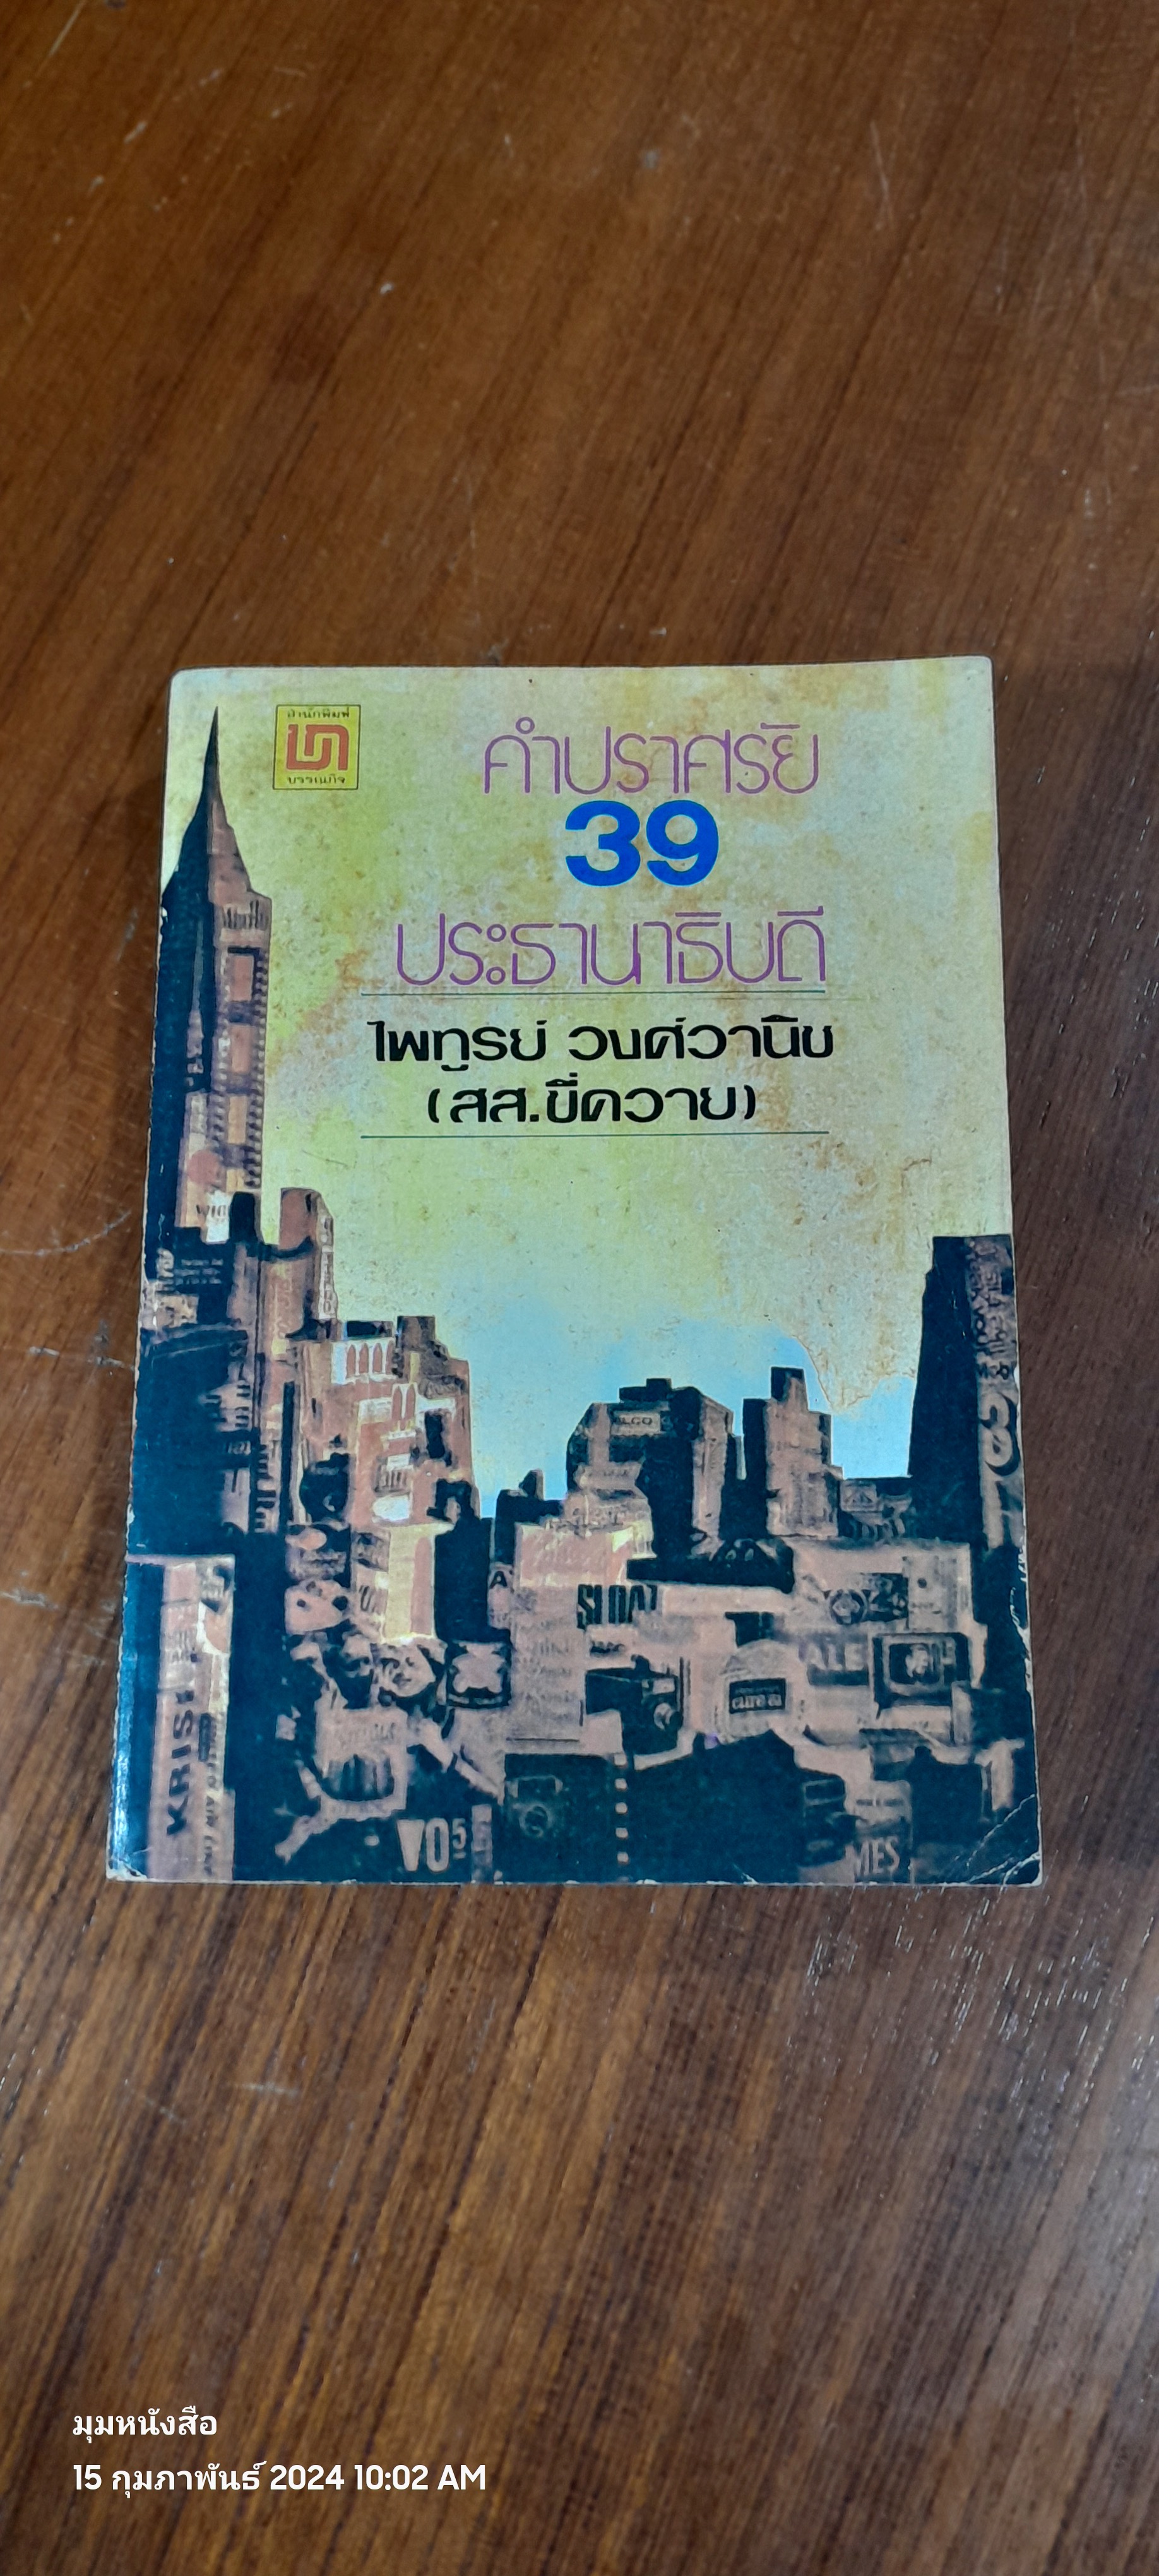 สำนักพิมพ์
บรรณกิจ
คำปราศรัย
39
ประธานาธิบดี
ไพฑูรย์ วงศ์วานิช
(สส.ขี่ควาย)
KRIS
VO5
MES
มุมหนังสือ
15 กุมภาพันธ์ 2024 10:02 AM